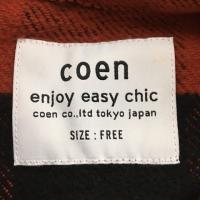 coen
enjoy easy chic
coen co.,ltd tokyo japan
SIZE : FREE